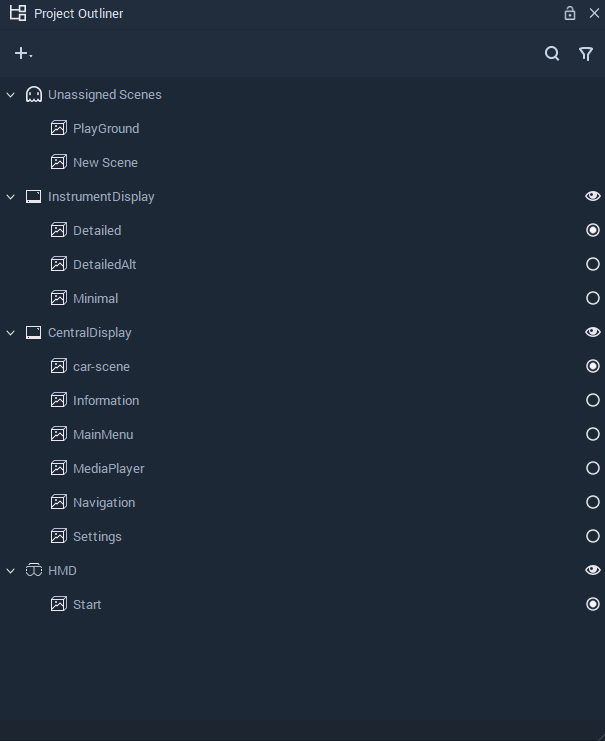 Project Outliner
Unassigned Scenes
PlayGround
New Scene
InstrumentDisplay
Detailed
DetailedAlt
Minimal
CentralDisplay
car-scene
Information
MainMenu
MediaPlayer
Navigation
Settings
HMD
Start